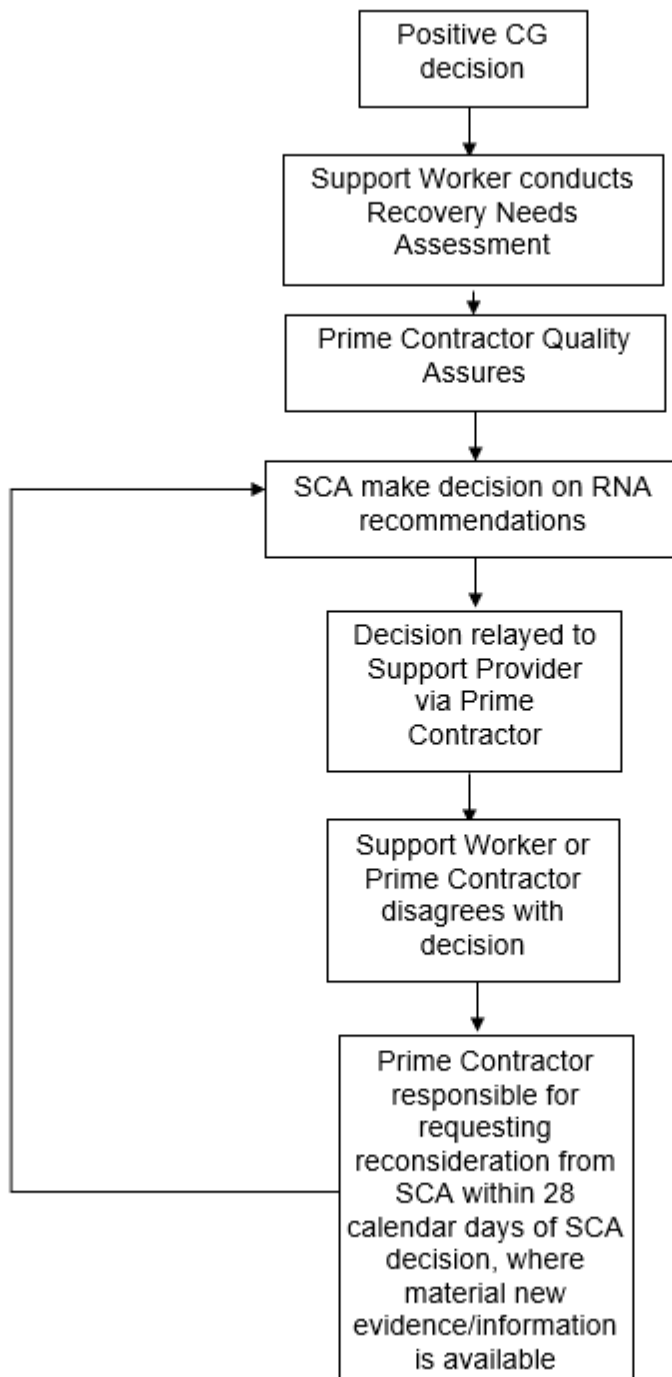 Positive CG
decision
Support Worker conducts
Recovery Needs
Assessment
Prime Contractor Quality
Assures
SCA make decision on RNA
recommendations
Decision relayed to
Support Provider
via Prime
Contractor
Support Worker or
Prime Contractor
disagrees with
decision
Prime Contractor
responsible for
requesting
reconsideration from
SCA within 28
calendar days of SCA
decision, where
material new
evidence/information
is available